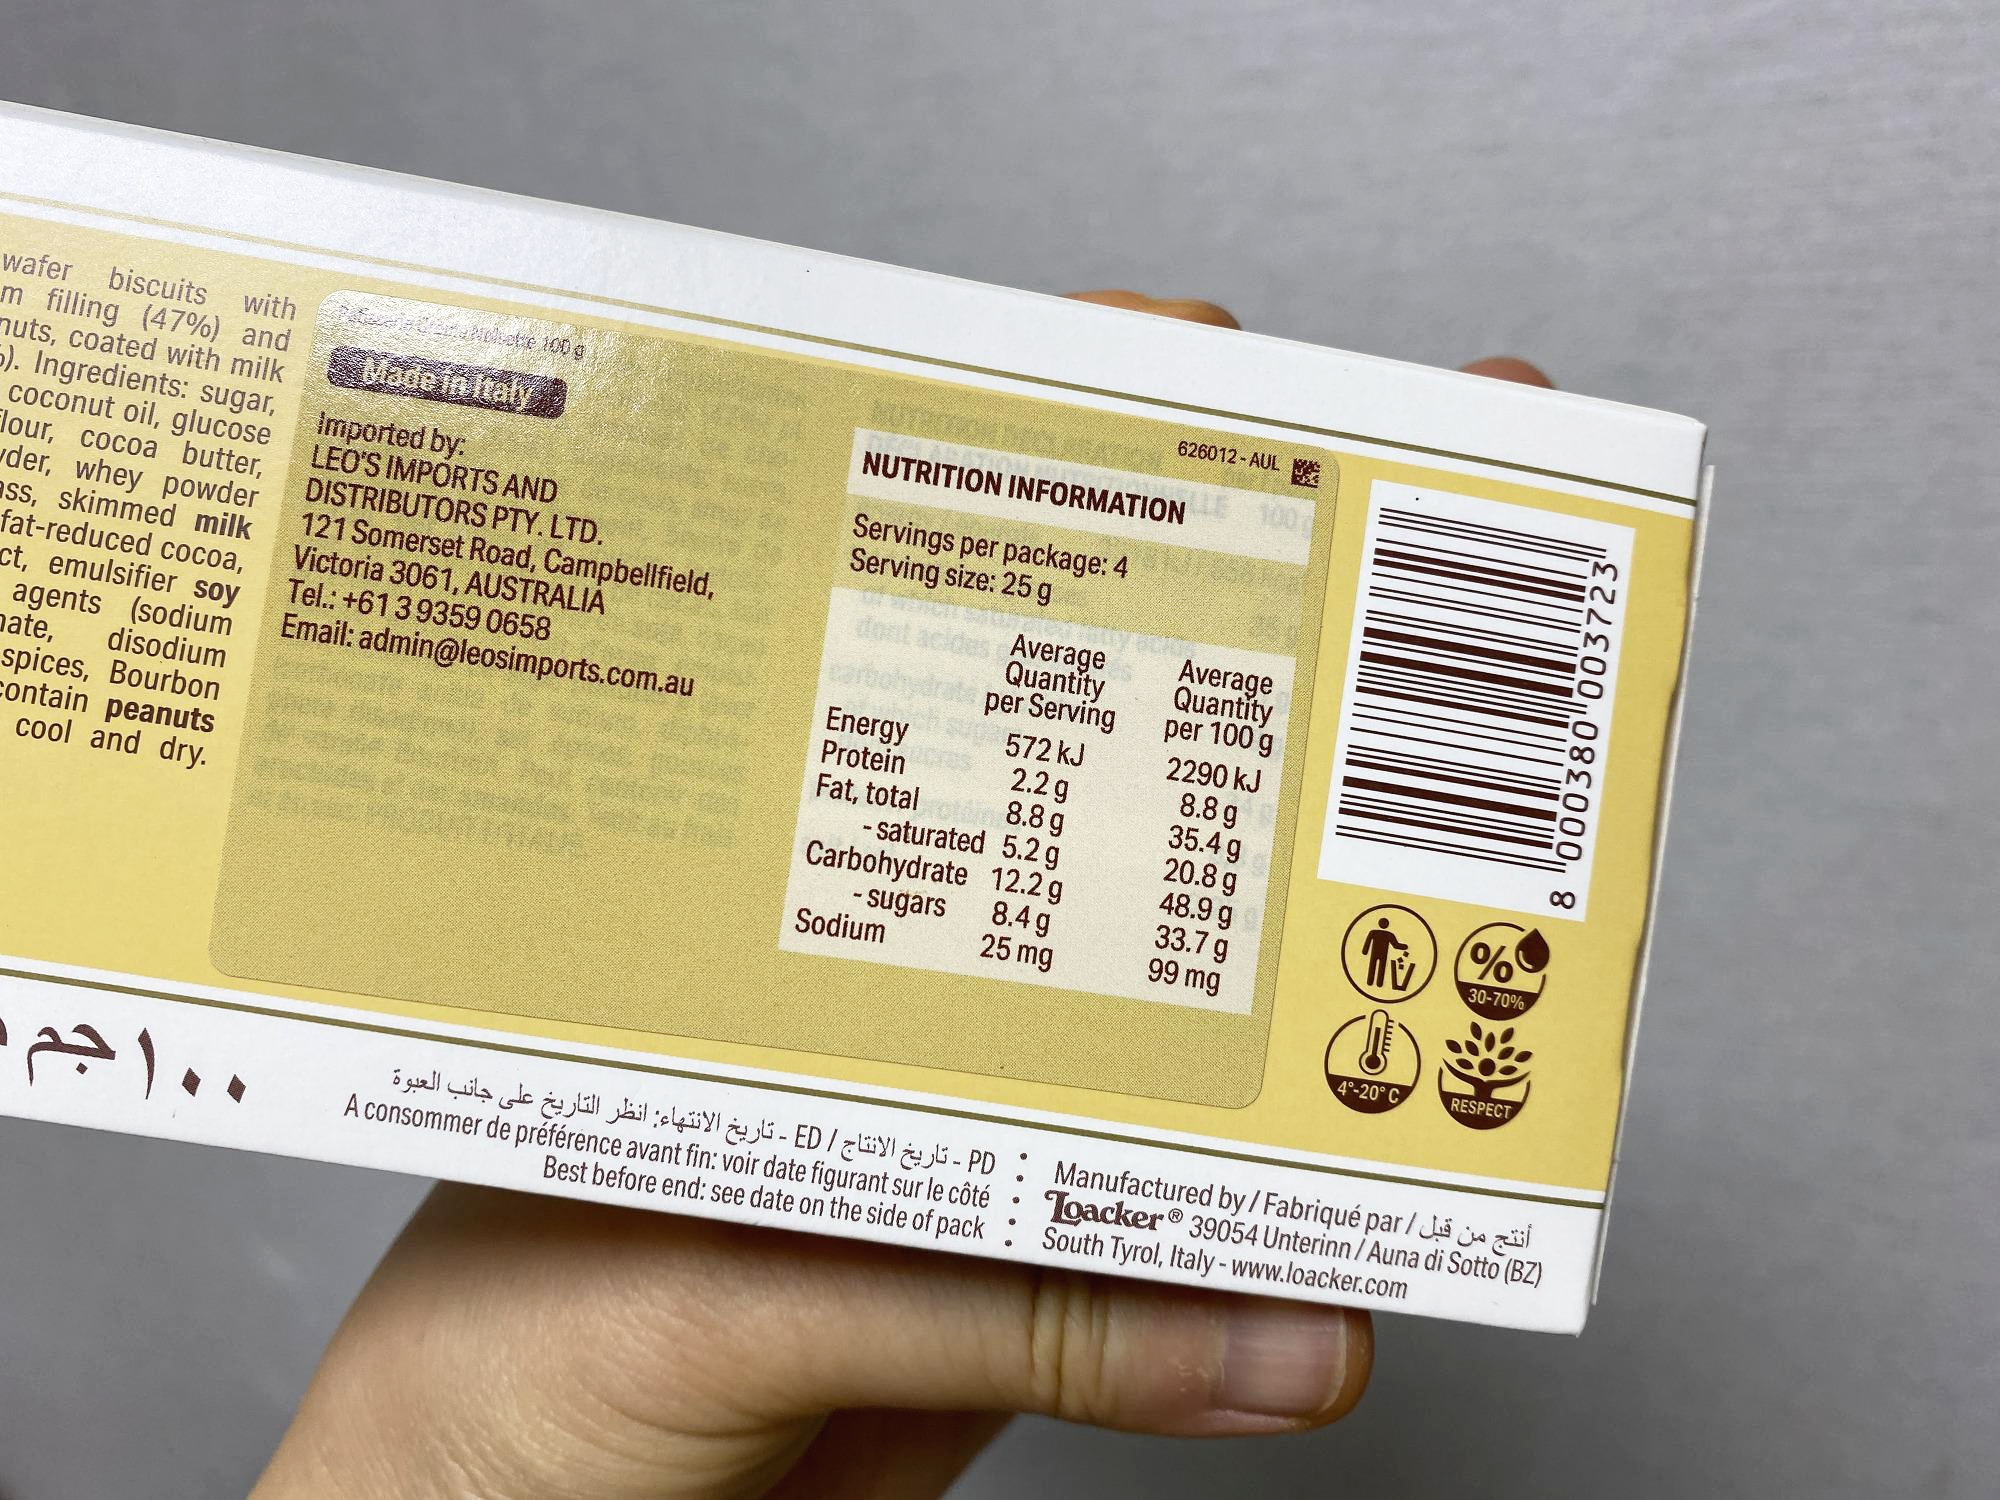 wafer biscuits with
m filling (47%) and
nuts, coated with milk
). Ingredients: sugar,
coconut oil, glucose
flour, cocoa butter,
der, whey powder
ss, skimmed milk
fat-reduced cocoa,
ct, emulsifier soy
agents (sodium
nate, disodium
spices, Bourbon
contain peanuts
cool and dry.
100 g
Made in Italy
Imported by:
LEO'S IMPORTS AND
DISTRIBUTORS PTY. LTD.
121 Somerset Road, Campbellfield,
Victoria 3061, AUSTRALIA
Tel.: +61 3 9359 0658
Email: admin@leosimports.com.au
626012 - AUL
NUTRITION INFORMATION
Servings per package: 4
Serving size: 25 g
Average Quantity per Serving Average Quantity per 100 g
Energy 572 kJ 2290 kJ
Protein 2.2 g 8.8 g
Fat, total 8.8 g 35.4 g
- saturated 5.2 g 20.8 g
Carbohydrate 12.2 g 48.9 g
- sugars 8.4 g 33.7 g
Sodium 25 mg 99 mg
8 000380 003723
30-70%
4°-20° C
RESPECT
١٠٠ جم
PD - تاريخ الانتاج / ED - تاريخ الانتهاء: انظر التاريخ على جانب العبوة
A consommer de préférence avant fin: voir date figurant sur le côté
Best before end: see date on the side of pack
Manufactured by / Fabriqué par / أنتج من قبل
Loacker® 39054 Unterinn / Auna di Sotto (BZ)
South Tyrol, Italy - www.loacker.com